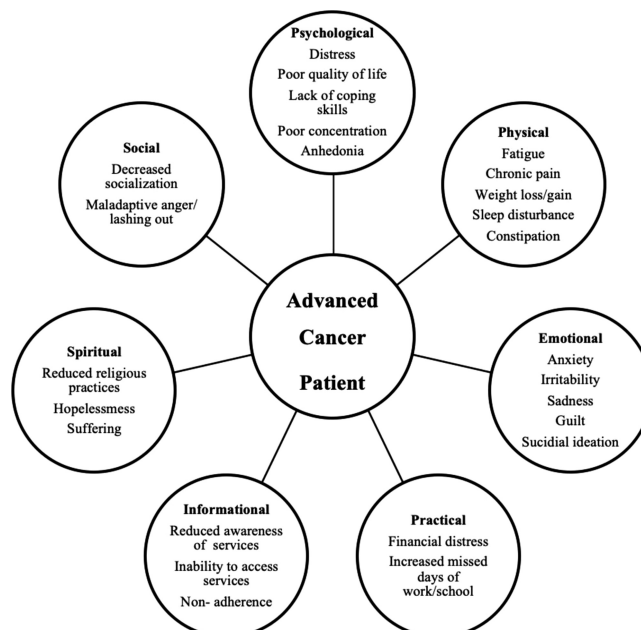 Psychological
Distress
Poor quality of life
Lack of coping
skills
Poor concentration
Anhedonia
Social
Decreased
socialization
Maladaptive anger/
lashing out
Physical
Fatigue
Chronic pain
Weight loss/gain
Sleep disturbance
Constipation
Advanced
Cancer
Patient
Spiritual
Reduced religious
practices
Hopelessness
Suffering
Emotional
Anxiety
Irritability
Sadness
Guilt
Sucidial ideation
Informational
Reduced awareness
of services
Inability to access
services
Non- adherence
Practical
Financial distress
Increased missed
days of
work/school